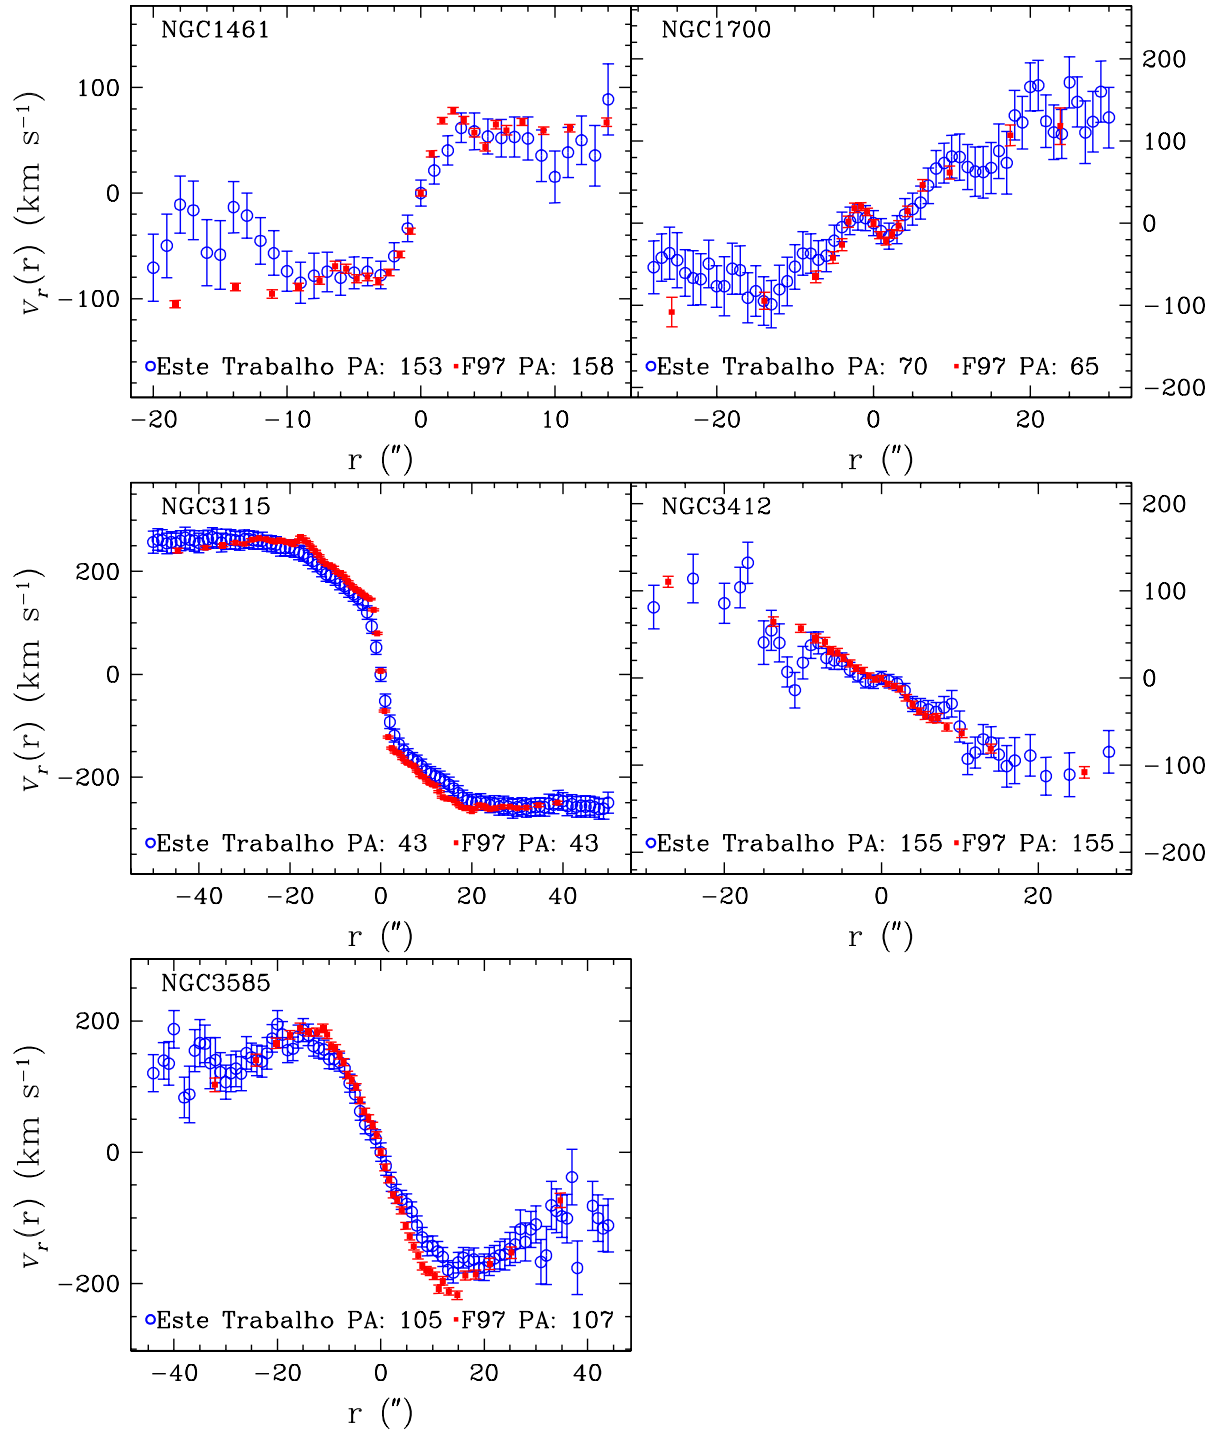 NGC1461
NGC1700
100
0
−100
200
100
0
−100
−200
v_r(r) (km s⁻¹)
Este Trabalho PA: 153 F97 PA: 158
Este Trabalho PA: 70 F97 PA: 65
−20 −10 0 10
−20 0 20
r (″)
r (″)
NGC3115
NGC3412
200
0
−200
200
100
0
−100
−200
v_r(r) (km s⁻¹)
Este Trabalho PA: 43 F97 PA: 43
Este Trabalho PA: 155 F97 PA: 155
−40 −20 0 20 40
−20 0 20
r (″)
r (″)
NGC3585
200
0
−200
v_r(r) (km s⁻¹)
Este Trabalho PA: 105 F97 PA: 107
−40 −20 0 20 40
r (″)